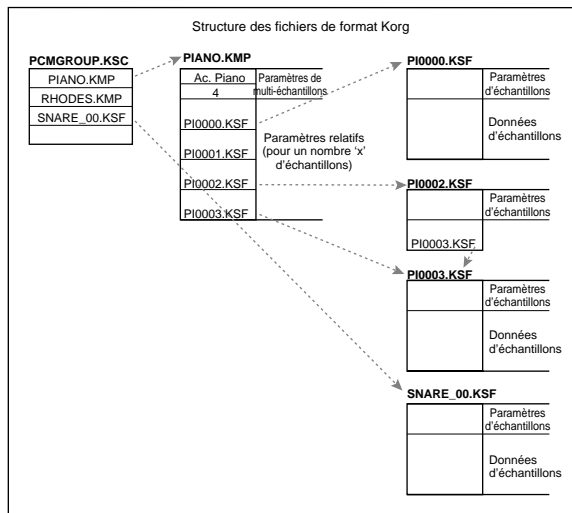 Structure des fichiers de format Korg
PCMGROUP.KSC
PIANO.KMP
RHODES.KMP
SNARE_00.KSF
PIANO.KMP
Ac. Piano
4
Paramètres de
multi-échantillons
PI0000.KSF
PI0001.KSF
PI0002.KSF
PI0003.KSF
Paramètres relatifs
(pour un nombre ‘x’
d'échantillons)
PI0000.KSF
Paramètres
d'échantillons
Données
d'échantillons
PI0002.KSF
Paramètres
d'échantillons
PI0003.KSF
PI0003.KSF
Paramètres
d'échantillons
Données
d'échantillons
SNARE_00.KSF
Paramètres
d'échantillons
Données
d'échantillons